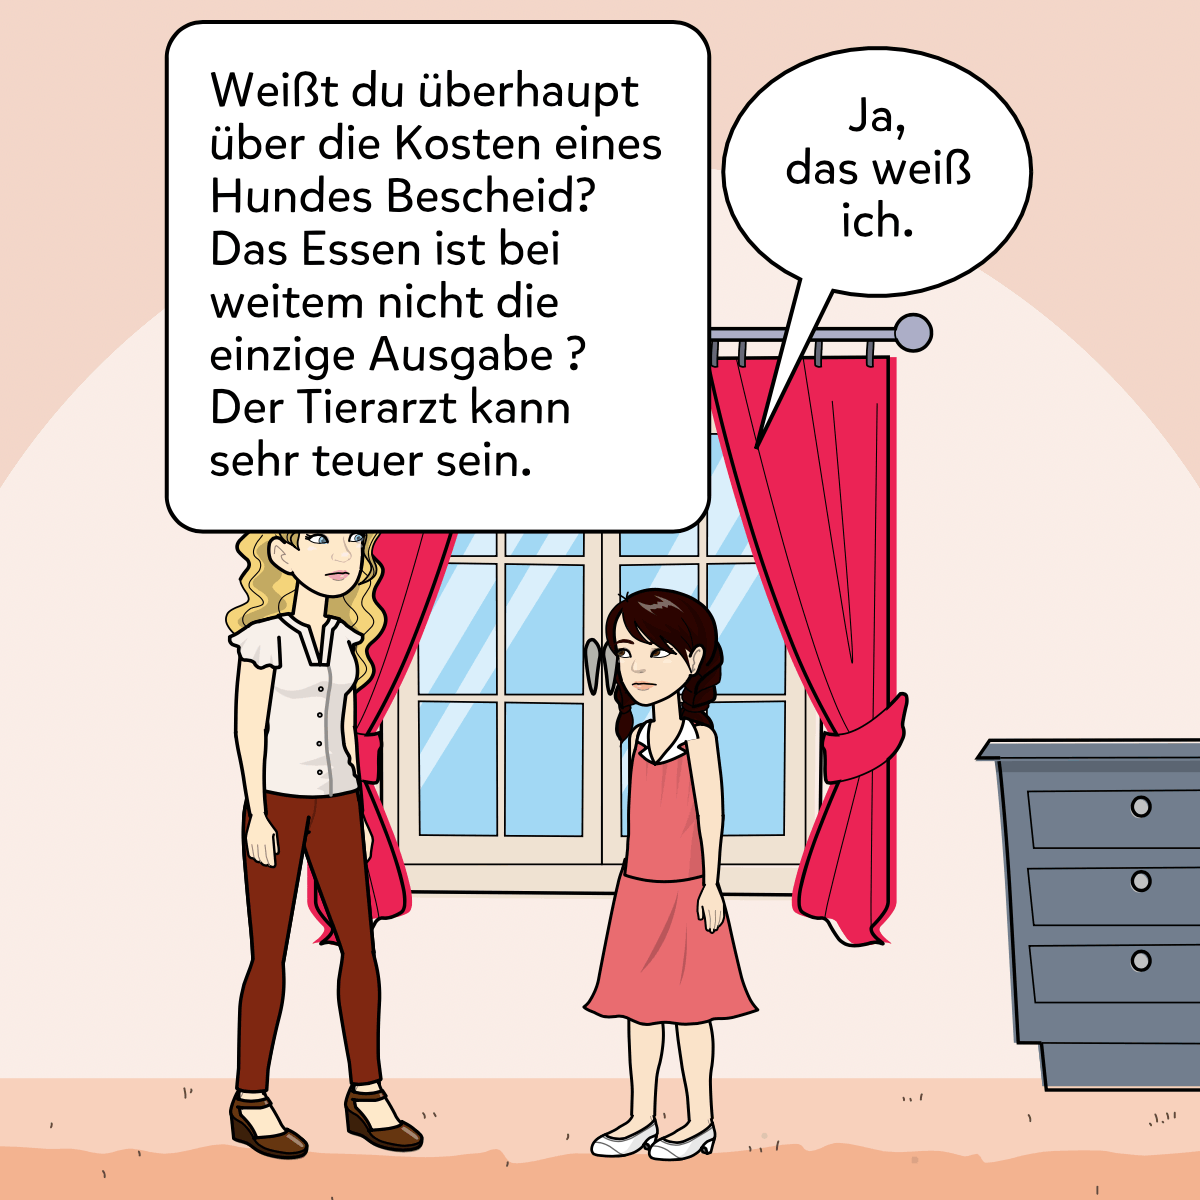 Weißt du überhaupt
über die Kosten eines
Hundes Bescheid?
Das Essen ist bei
weitem nicht die
einzige Ausgabe ?
Der Tierarzt kann
sehr teuer sein.
Ja,
das weiß
ich.